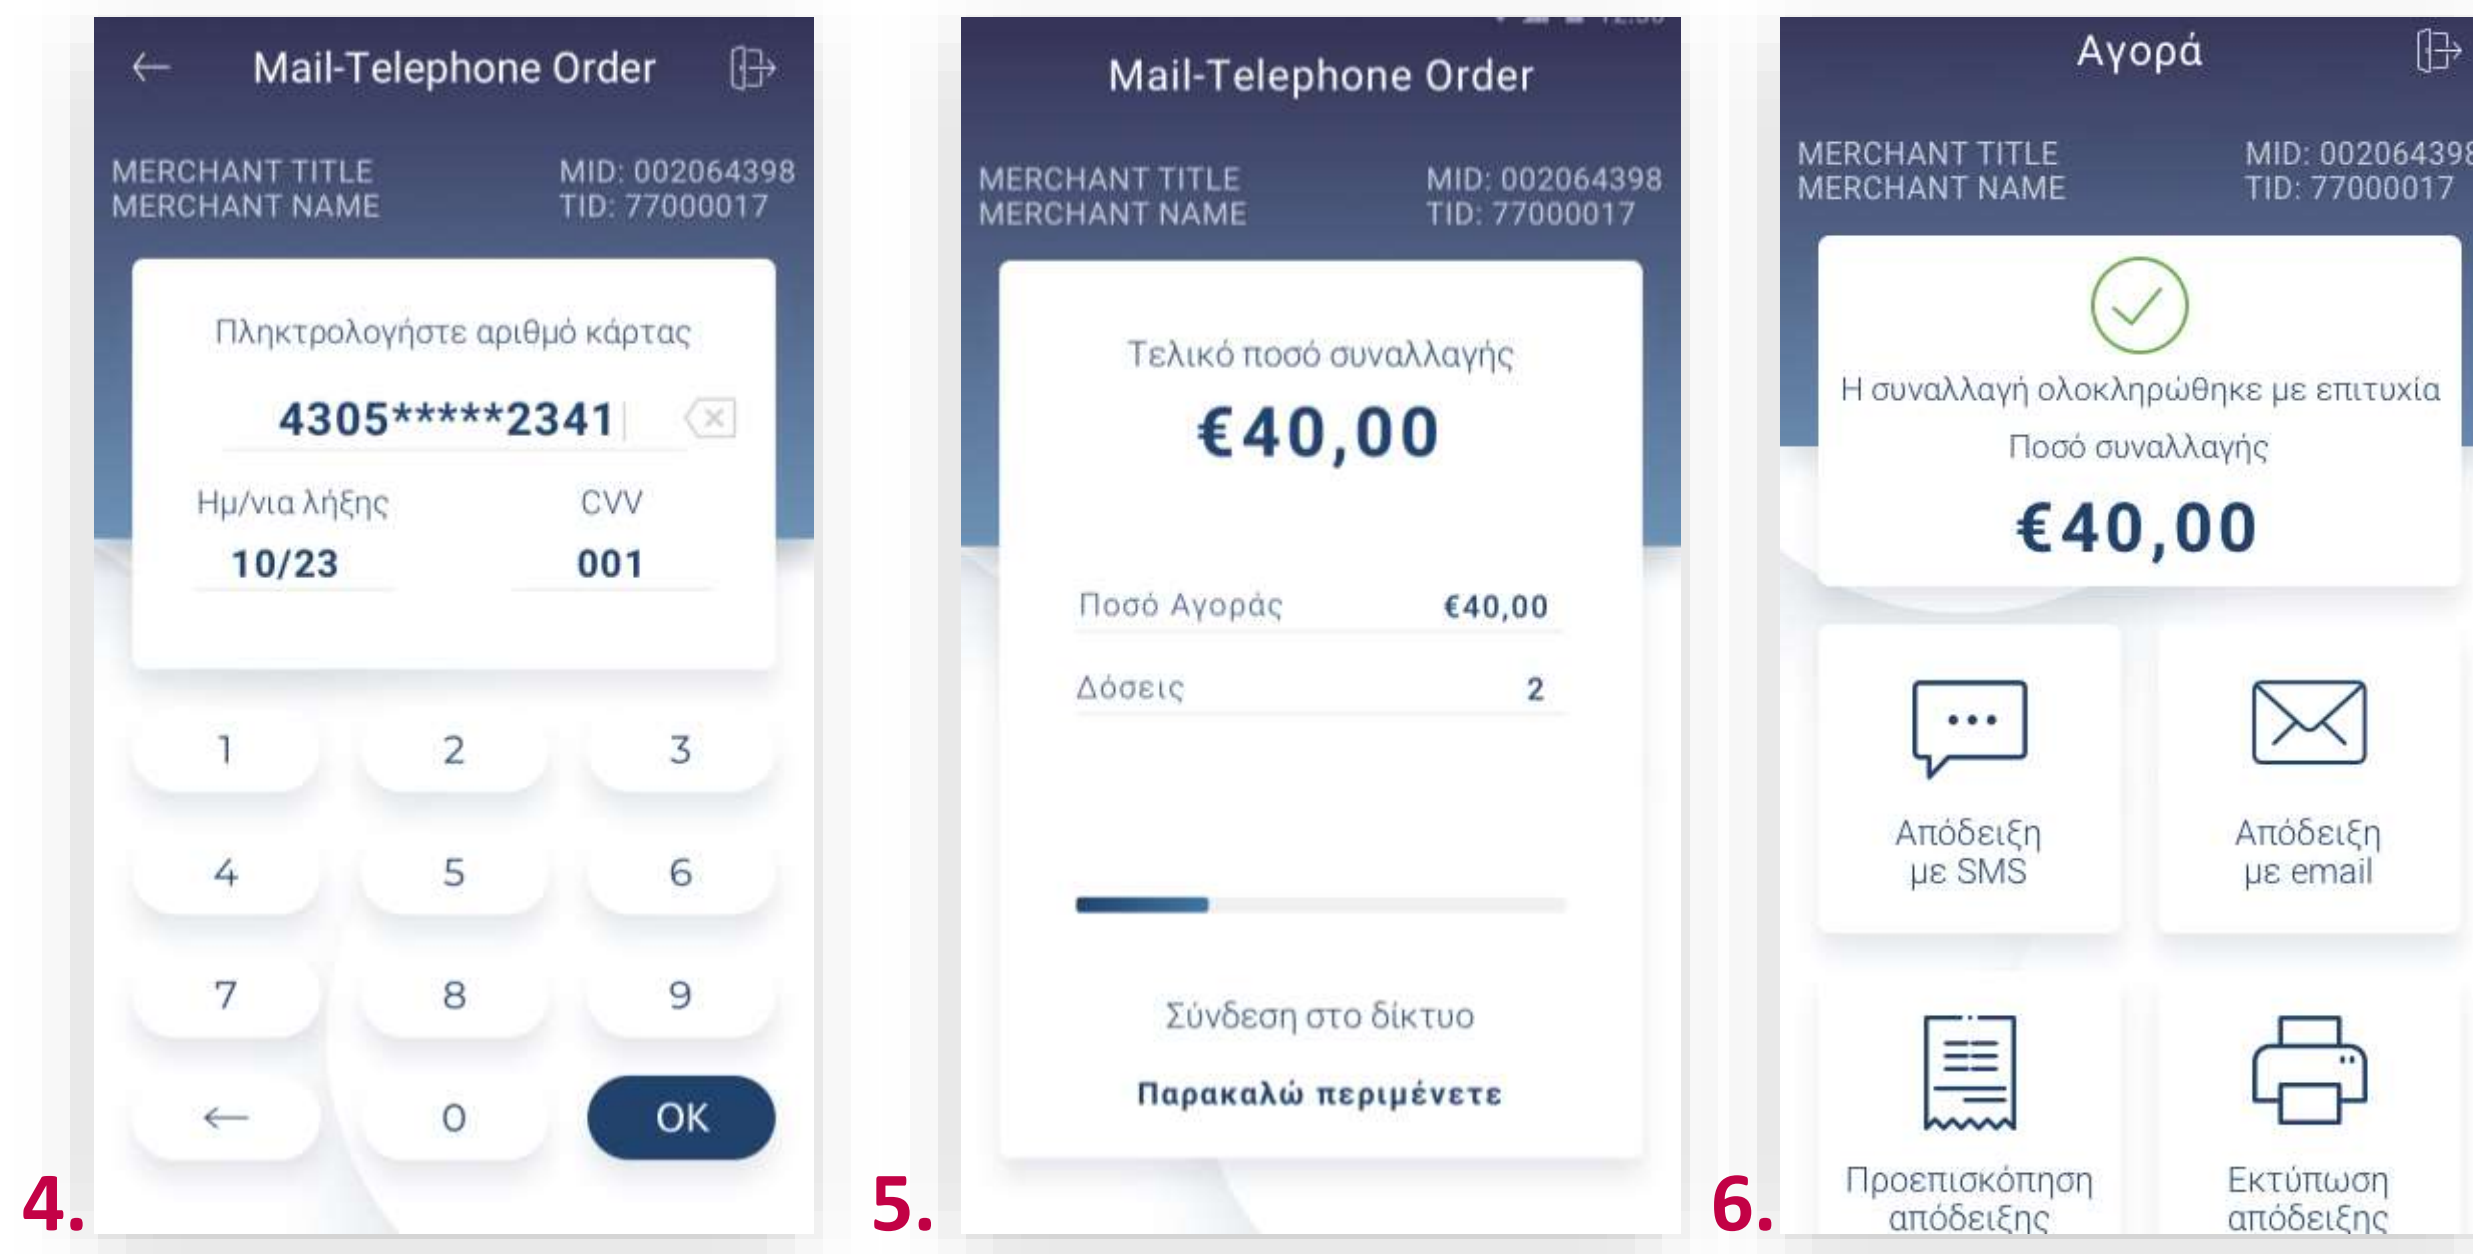 Mail-Telephone Order
MERCHANT TITLE MID: 002064398
MERCHANT NAME TID: 77000017
Πληκτρολογήστε αριθμό κάρτας
4305*****2341
Ημ/νια λήξης CVV
10/23 001
1 2 3
4 5 6
7 8 9
0 OK
4.
Mail-Telephone Order
MERCHANT TITLE MID: 002064398
MERCHANT NAME TID: 77000017
Τελικό ποσό συναλλαγής
€40,00
Ποσό Αγοράς €40,00
Δόσεις 2
Σύνδεση στο δίκτυο
Παρακαλώ περιμένετε
5.
Αγορά
MERCHANT TITLE MID: 002064398
MERCHANT NAME TID: 77000017
Η συναλλαγή ολοκληρώθηκε με επιτυχία
Ποσό συναλλαγής
€40,00
Απόδειξη
με SMS
Απόδειξη
με email
Προεπισκόπηση
απόδειξης
Εκτύπωση
απόδειξης
6.